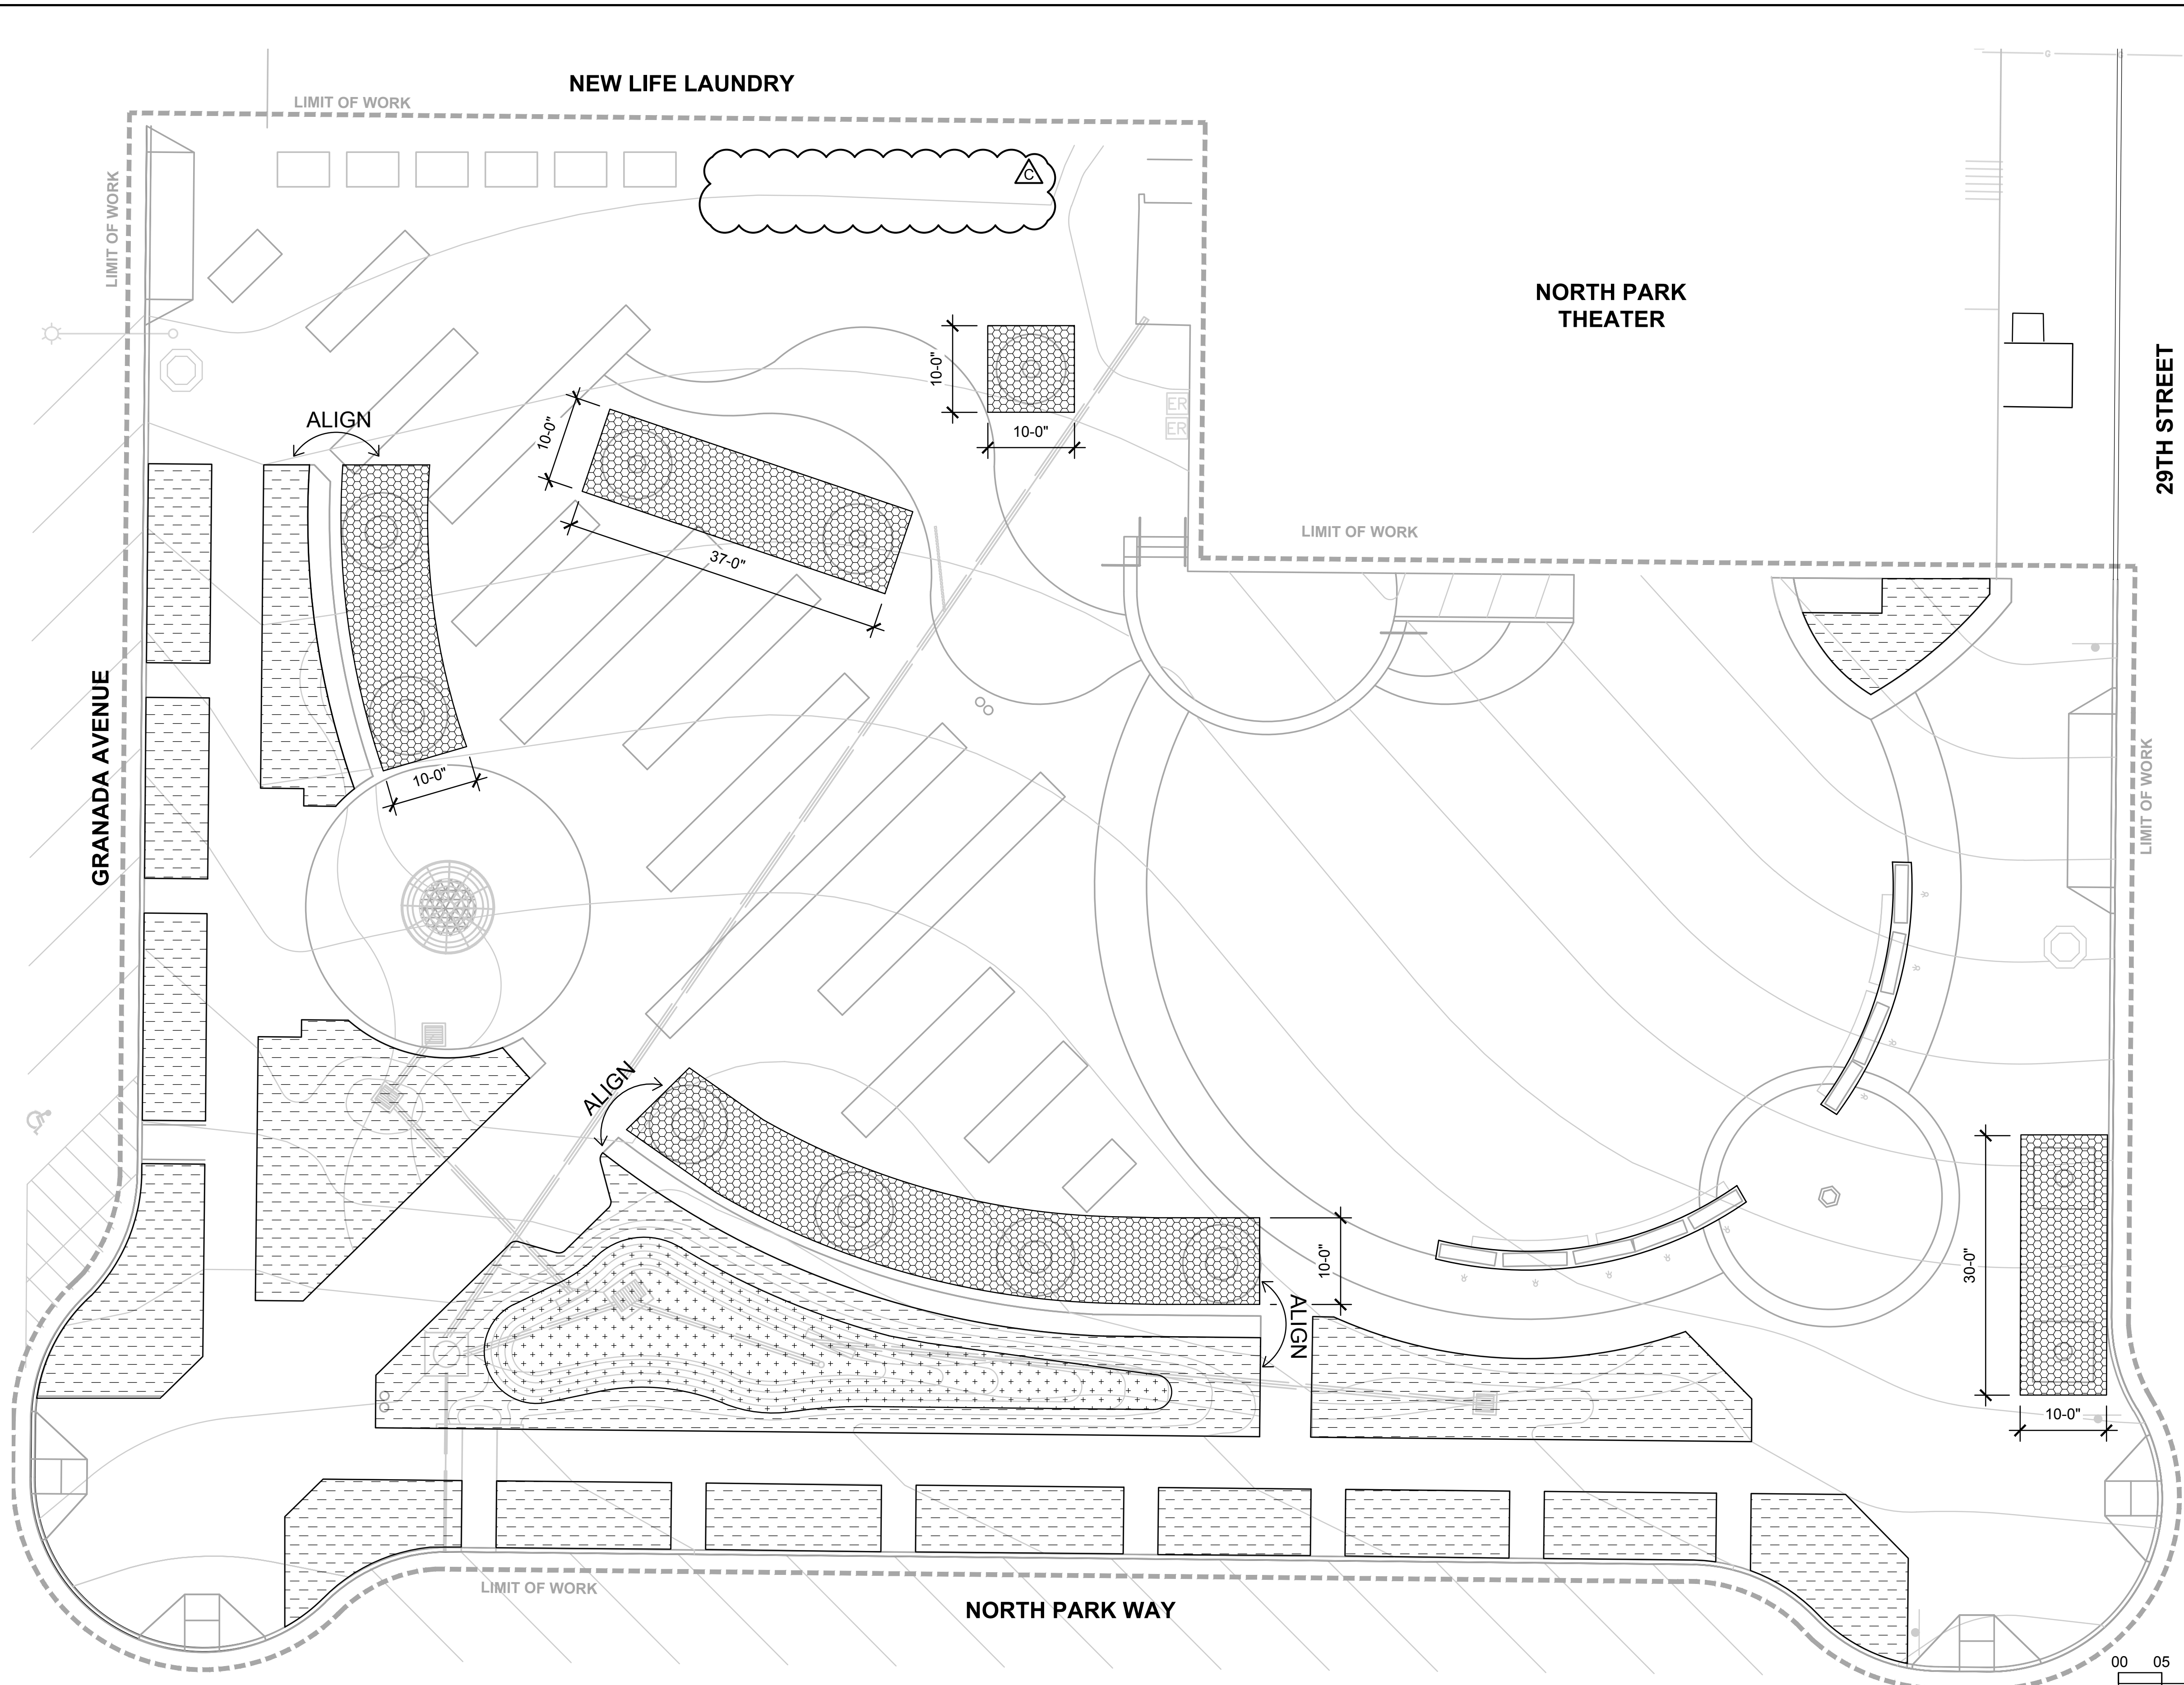 NEW LIFE LAUNDRY
LIMIT OF WORK
C
LIMIT OF WORK
NORTH PARK
THEATER
29TH STREET
10-0"
10-0"
ER
ER
ALIGN
10-0"
37-0"
LIMIT OF WORK
GRANADA AVENUE
10-0"
LIMIT OF WORK
ALIGN
10-0"
30-0"
ALIGN
10-0"
LIMIT OF WORK
NORTH PARK WAY
00 05